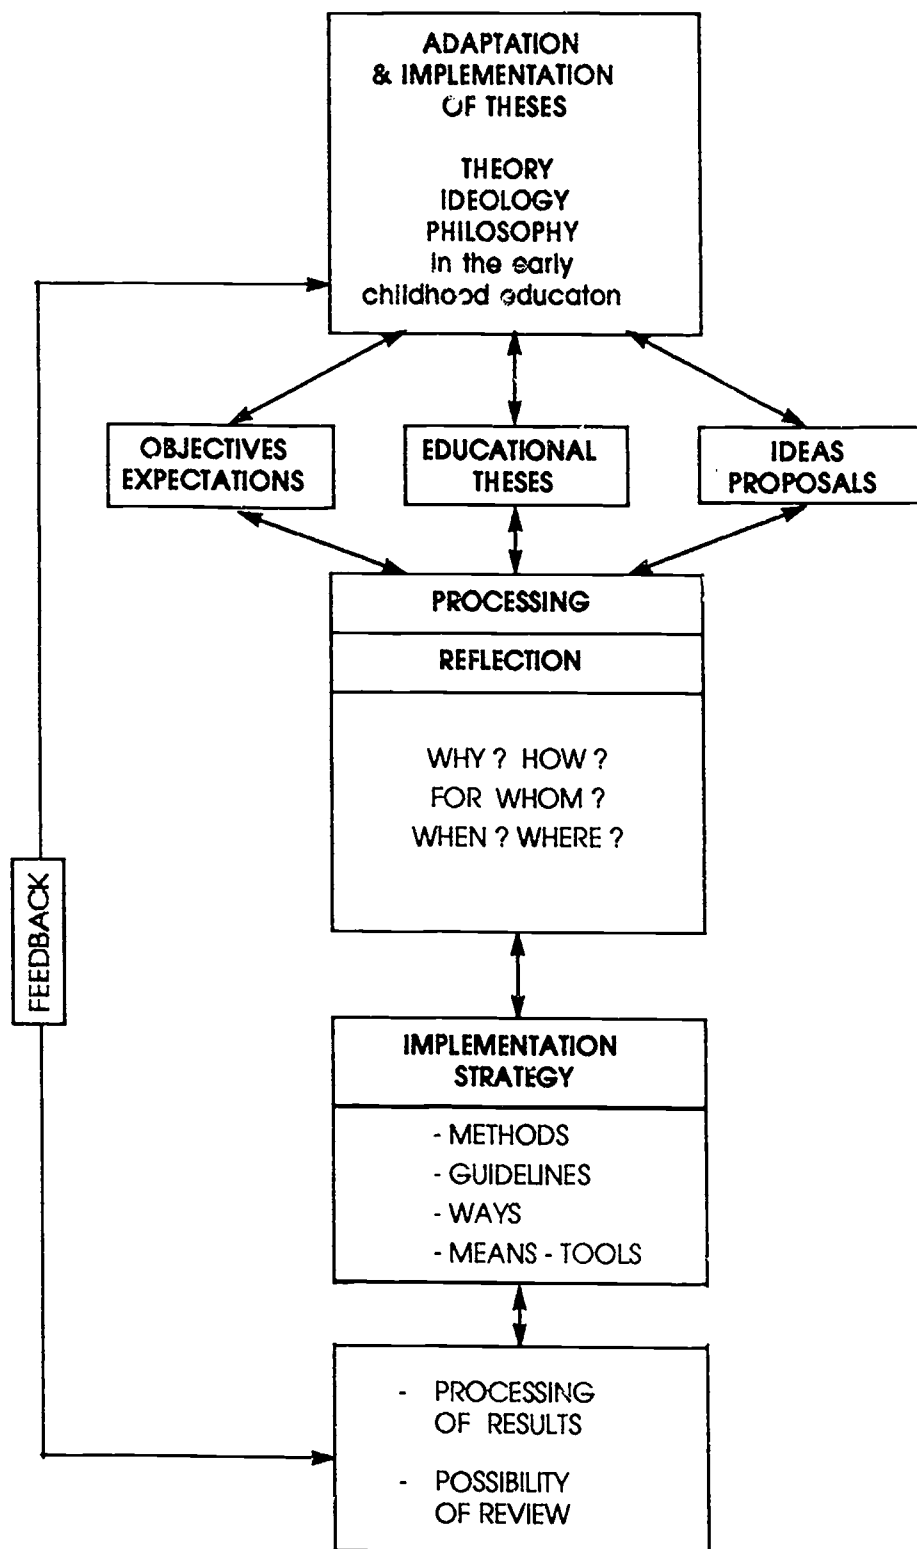 ADAPTATION
& IMPLEMENTATION
OF THESES
THEORY
IDEOLOGY
PHILOSOPHY
in the early
childhood educaton
OBJECTIVES
EXPECTATIONS
EDUCATIONAL
THESES
IDEAS
PROPOSALS
PROCESSING
REFLECTION
WHY ? HOW ?
FOR WHOM ?
WHEN ? WHERE ?
FEEDBACK
IMPLEMENTATION
STRATEGY
- METHODS
- GUIDELINES
- WAYS
- MEANS - TOOLS
- PROCESSING
OF RESULTS
- POSSIBILITY
OF REVIEW